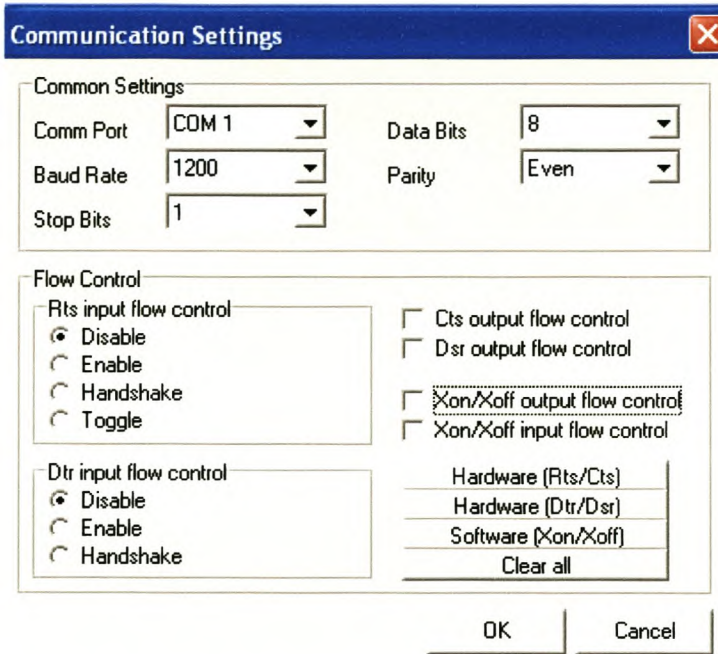 Communication Settings
Common Settings
Comm Port COM 1
Data Bits 8
Baud Rate 1200
Parity Even
Stop Bits 1
Flow Control
Rts input flow control
Disable
Enable
Handshake
Toggle
Cts output flow control
Dsr output flow control
Xon/Xoff output flow control
Xon/Xoff input flow control
Dtr input flow control
Disable
Enable
Handshake
Hardware (Rts/Cts)
Hardware (Dtr/Dsr)
Software (Xon/Xoff)
Clear all
OK
Cancel